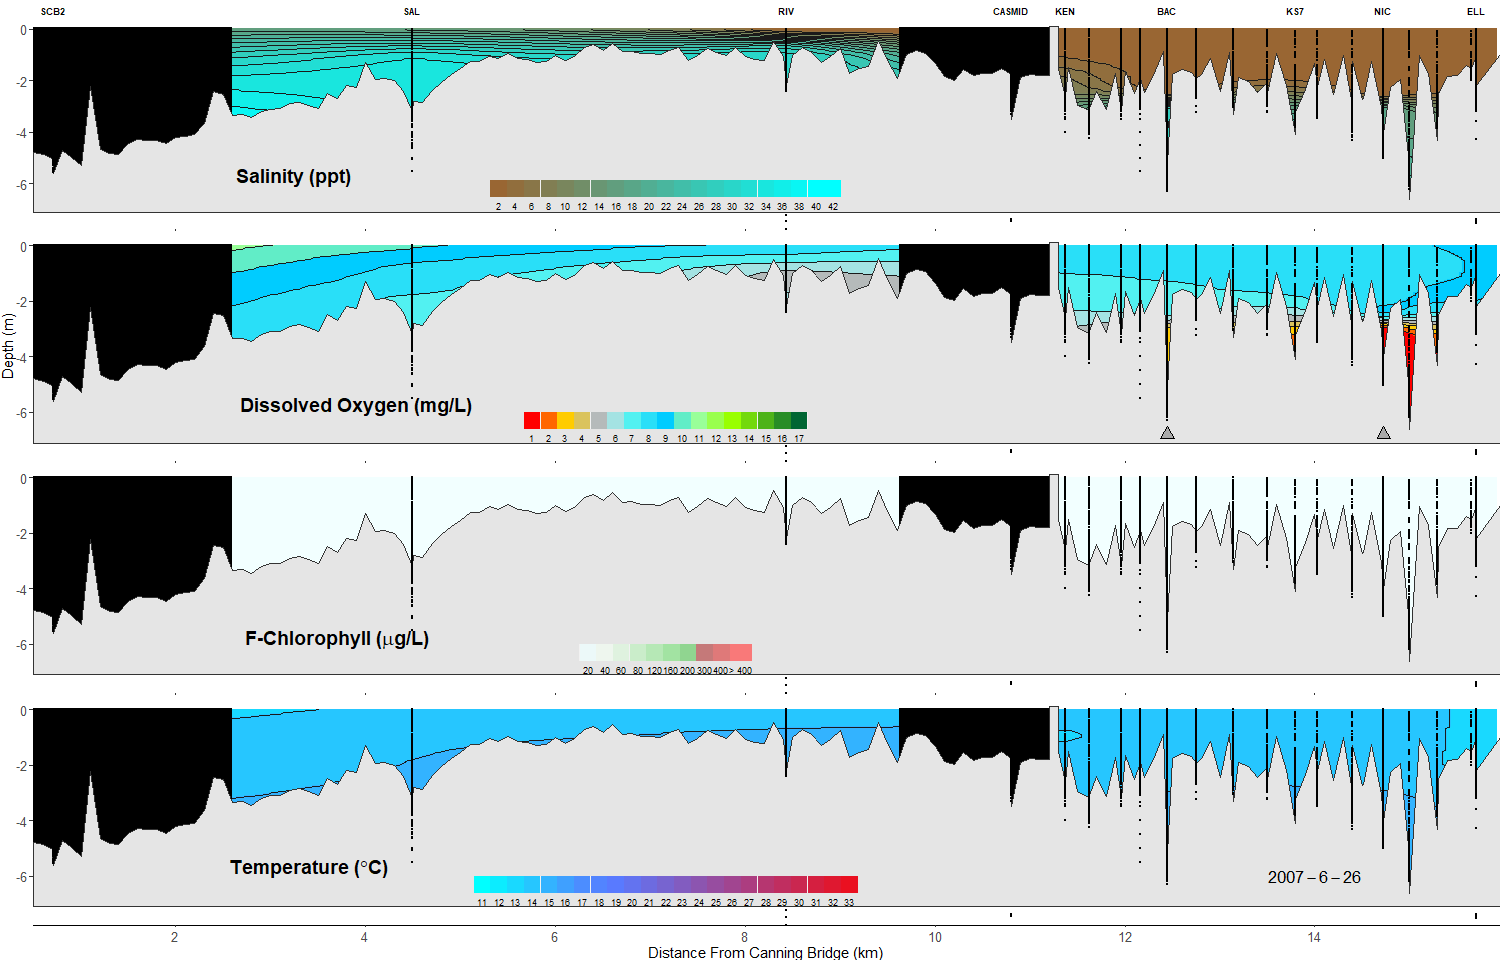 SCB2 SAL RIV CASMID KEN BAC KS7 NIC ELL
0
-2
-4
-6
Salinity (ppt)
2 4 6 8 10 12 14 16 18 20 22 24 26 28 30 32 34 36 38 40 42
0
-2
-4
-6
Depth (m)
Dissolved Oxygen (mg/L)
1 2 3 4 5 6 7 8 9 10 11 12 13 14 15 16 17
0
-2
-4
-6
F-Chlorophyll (μg/L)
20 40 60 80 120 160 200 300 400 > 400
0
-2
-4
-6
Temperature (°C)
2007 – 6 – 26
11 12 13 14 15 16 17 18 19 20 21 22 23 24 25 26 27 28 29 30 31 32 33
2 4 6 8 10 12 14
Distance From Canning Bridge (km)